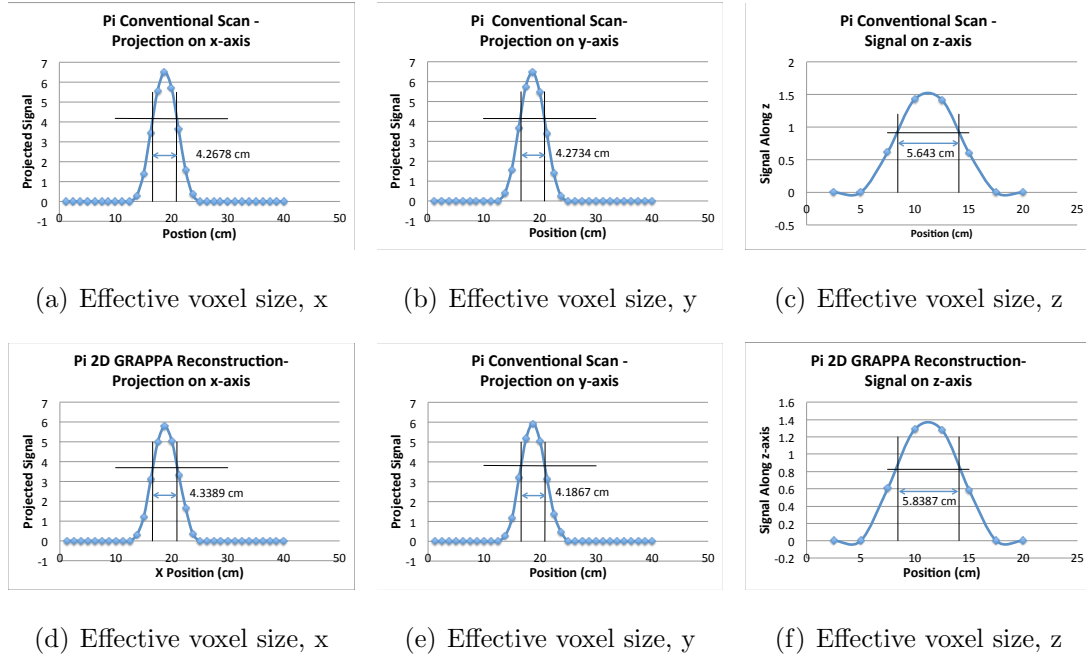 Pi Conventional Scan -
Projection on x-axis
7
6
5
4
3
2
1
0
-1
0
10
20
30
40
50
Projected Signal
4.2678 cm
Postion (cm)
(a) Effective voxel size, x
Pi Conventional Scan-
Projection on y-axis
7
6
5
4
3
2
1
0
-1
0
10
20
30
40
50
Projected Signal
4.2734 cm
Position (cm)
(b) Effective voxel size, y
Pi Conventional Scan -
Signal on z-axis
2
1.5
1
0.5
0
-0.5
0
5
10
15
20
25
Signal Along z
5.643 cm
Position (cm)
(c) Effective voxel size, z
Pi 2D GRAPPA Reconstruction-
Projection on x-axis
7
6
5
4
3
2
1
0
-1
0
10
20
30
40
50
Projected Signal
4.3389 cm
X Position (cm)
(d) Effective voxel size, x
Pi Conventional Scan -
Projection on y-axis
7
6
5
4
3
2
1
0
-1
0
10
20
30
40
50
Projected Signal
4.1867 cm
Position (cm)
(e) Effective voxel size, y
Pi 2D GRAPPA Reconstruction-
Signal on z-axis
1.6
1.4
1.2
1
0.8
0.6
0.4
0.2
0
-0.2
0
5
10
15
20
25
Signal Along z-axis
5.8387 cm
Position (cm)
(f) Effective voxel size, z